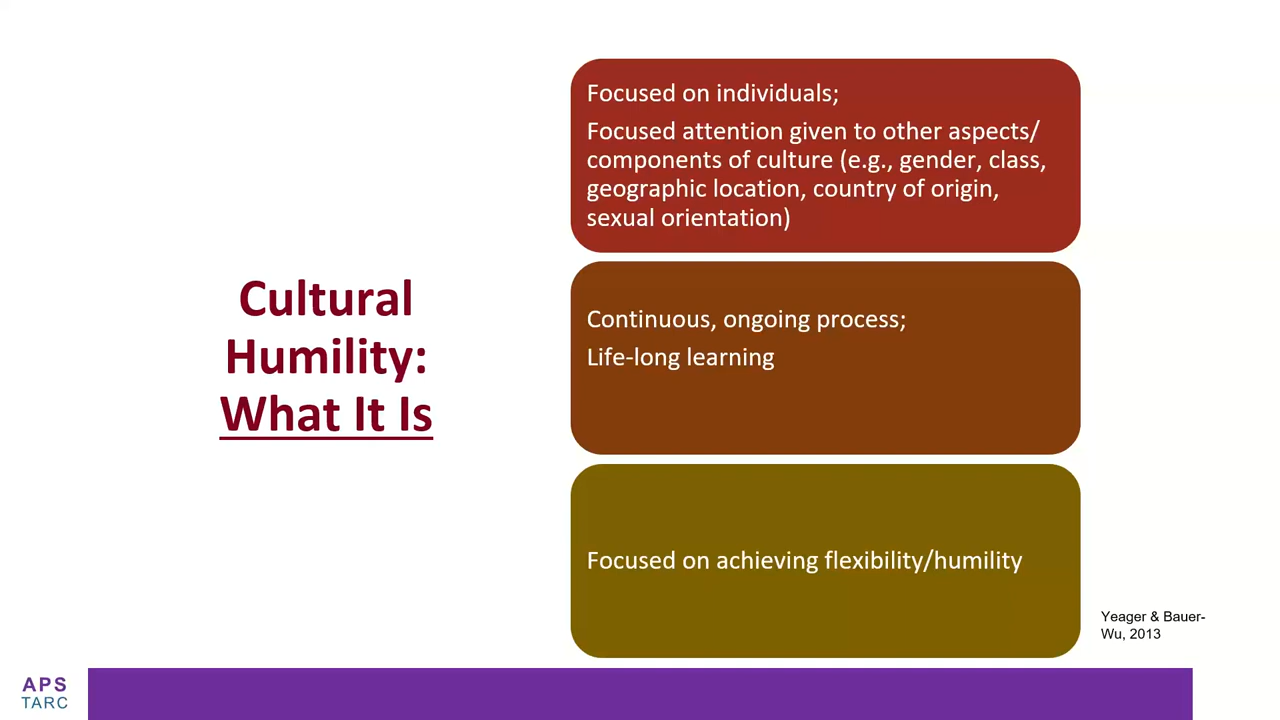 Cultural
Humility:
What It Is
Focused on individuals;
Focused attention given to other aspects/
components of culture (e.g., gender, class,
geographic location, country of origin,
sexual orientation)
Continuous, ongoing process;
Life-long learning
Focused on achieving flexibility/humility
Yeager & Bauer-
Wu, 2013
APS
TARC